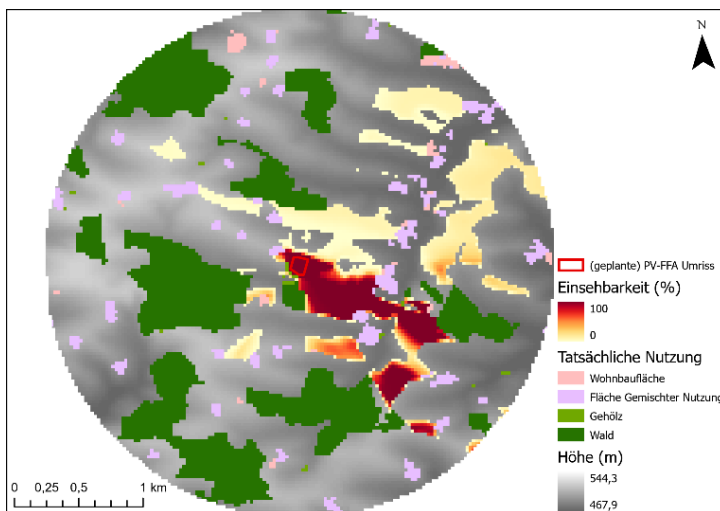 N
(geplante) PV-FFA Umriss
Einsehbarkeit (%)
100
0
Tatsächliche Nutzung
Wohnbaufläche
Fläche Gemischter Nutzung
Gehölz
Wald
Höhe (m)
544,3
467,9
0 0,25 0,5 1 km